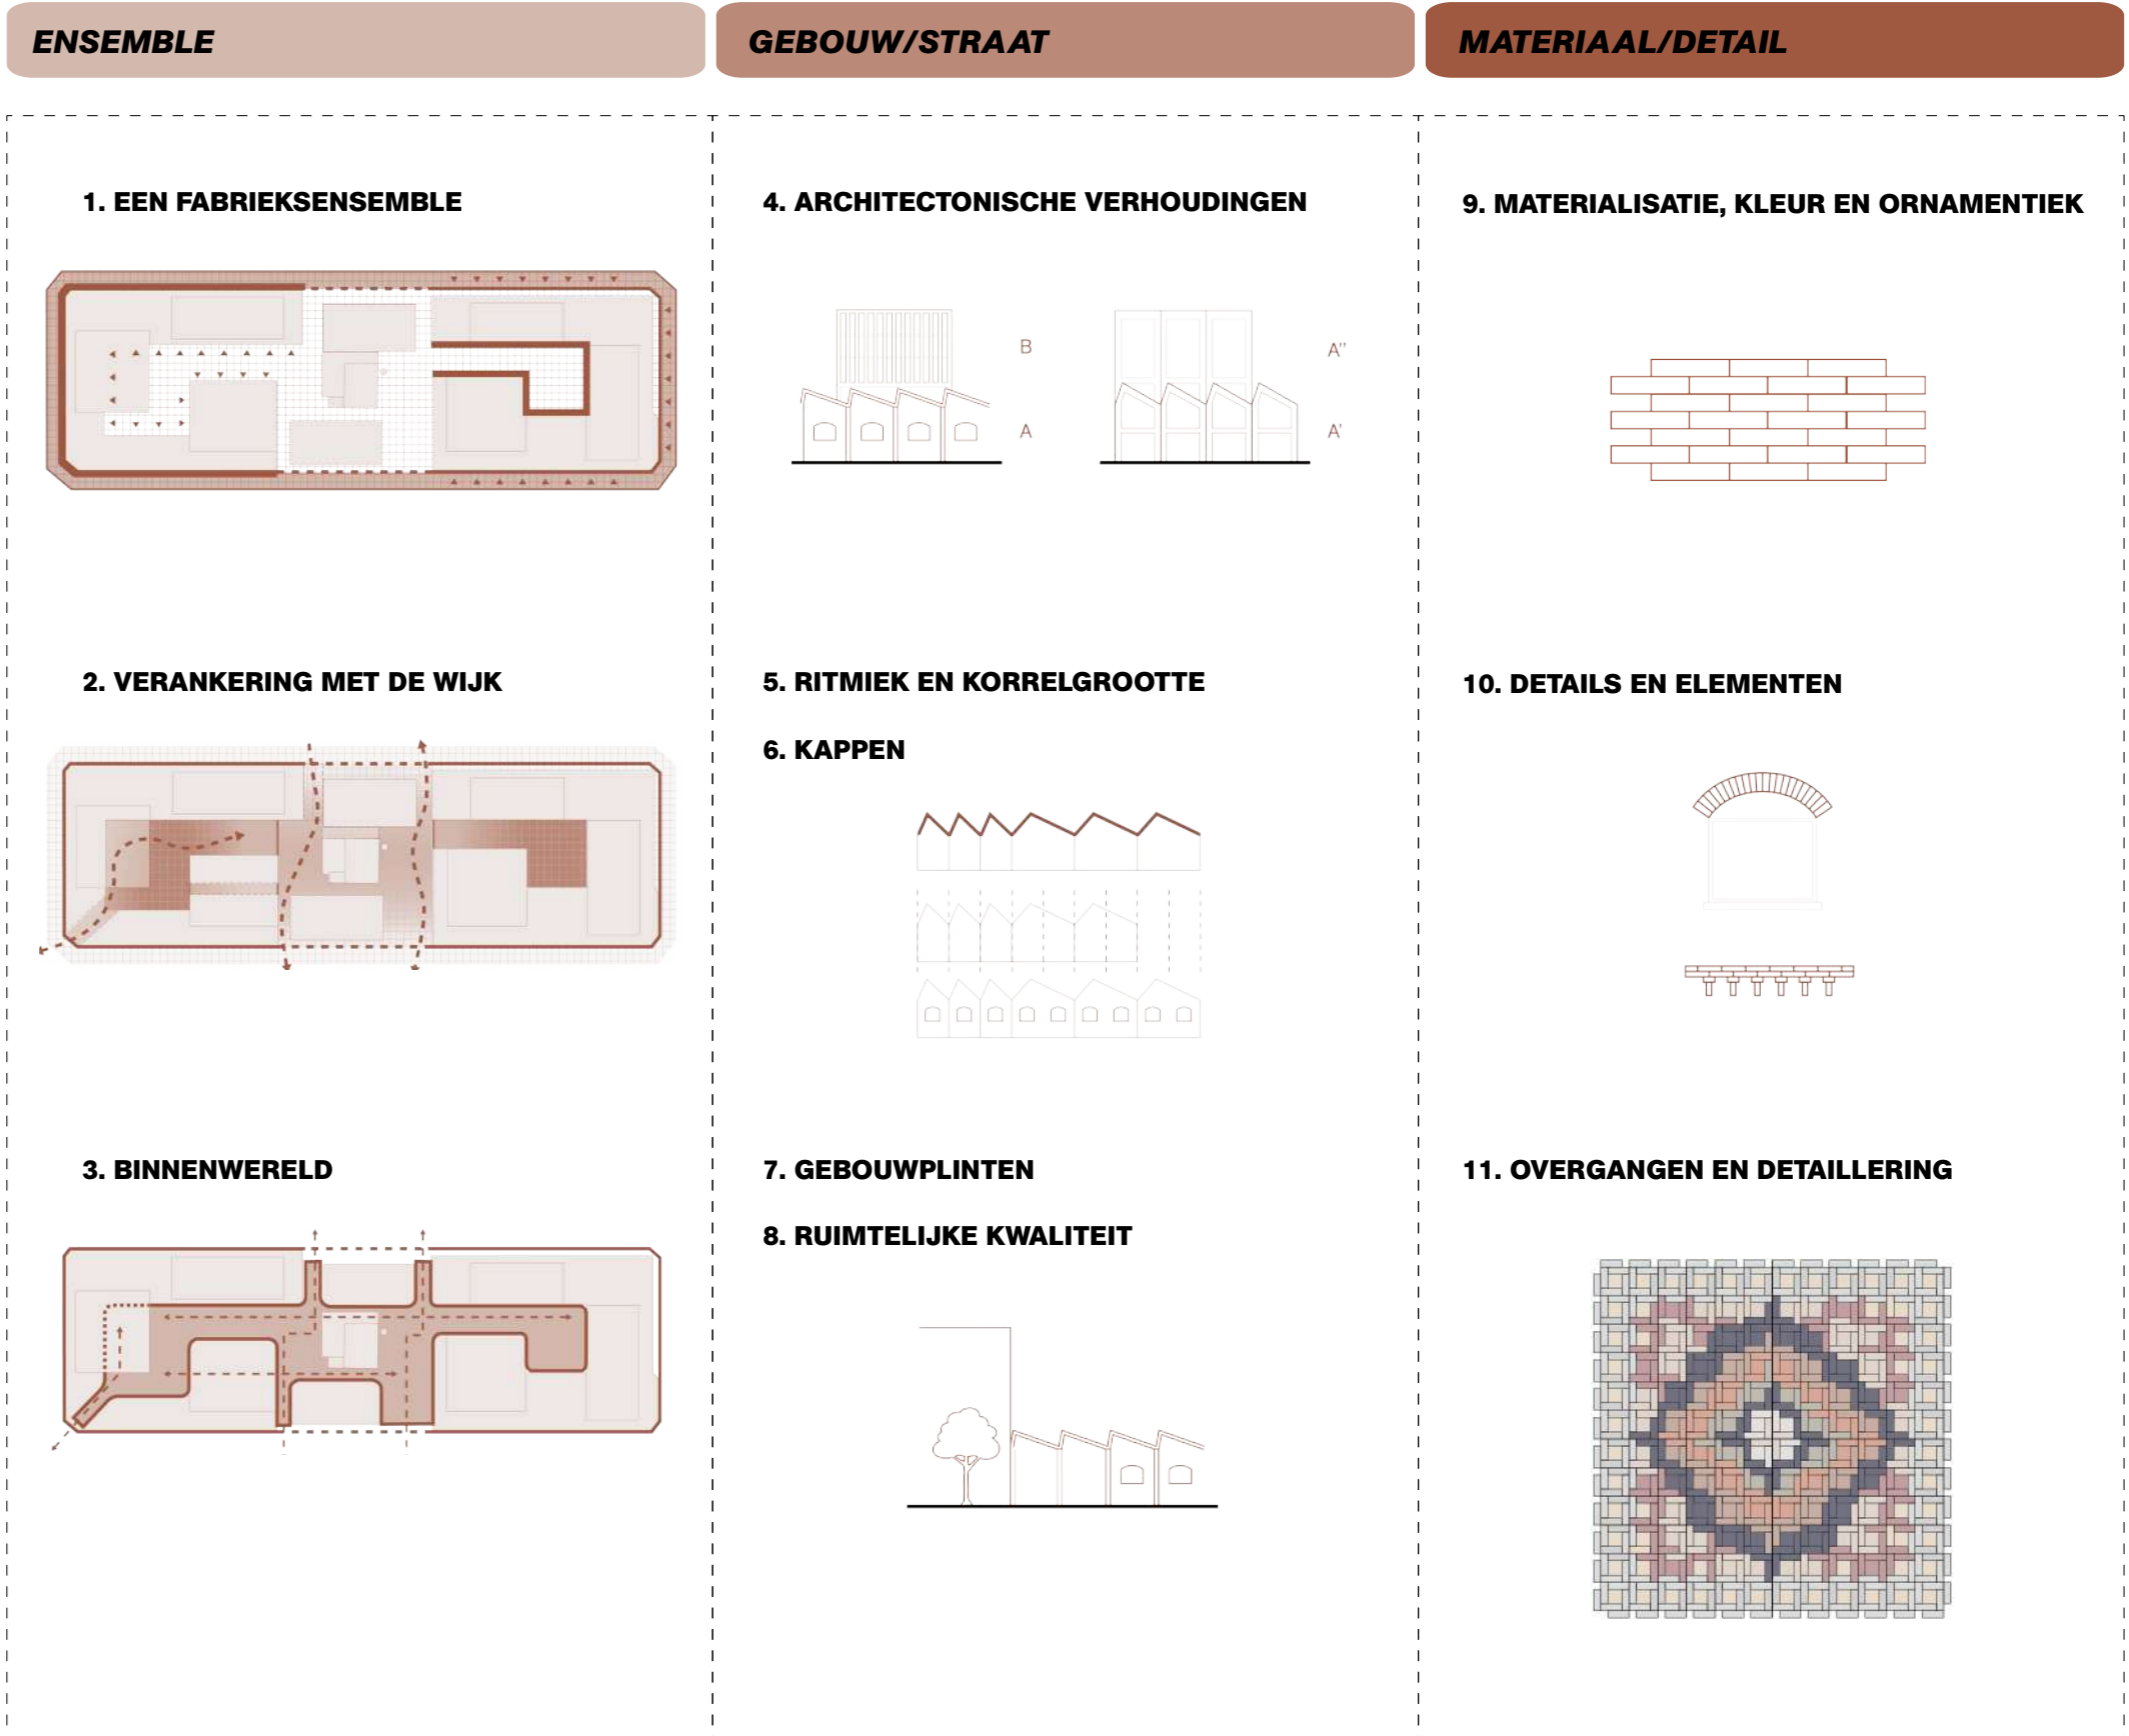 ENSEMBLE
1. EEN FABRIEKSENSEMBLE
2. VERANKERING MET DE WIJK
3. BINNENWERELD
GEBOUW/STRAAT
4. ARCHITECTONISCHE VERHOUDINGEN
B
A
A''
A'
5. RITMIEK EN KORRELGROOTTE
6. KAPPEN
7. GEBOUWPLINTEN
8. RUIMTELIJKE KWALITEIT
MATERIAAL/DETAIL
9. MATERIALISATIE, KLEUR EN ORNAMENTIEK
10. DETAILS EN ELEMENTEN
11. OVERGANGEN EN DETAILLERING